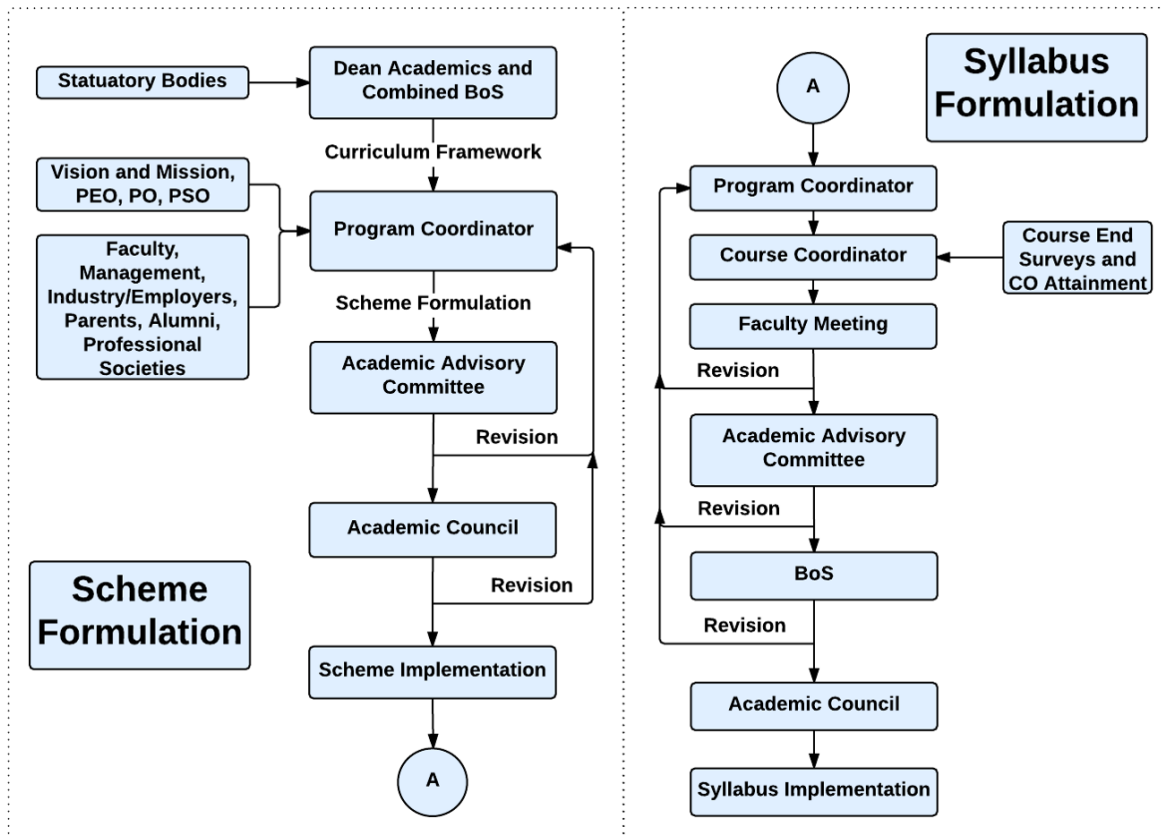 Statuatory Bodies
Dean Academics and
Combined BoS
Curriculum Framework
Vision and Mission,
PEO, PO, PSO
Program Coordinator
Faculty,
Management,
Industry/Employers,
Parents, Alumni,
Professional
Societies
Scheme Formulation
Academic Advisory
Committee
Revision
Academic Council
Revision
Scheme
Formulation
Scheme Implementation
A
Syllabus
Formulation
A
Program Coordinator
Course Coordinator
Course End
Surveys and
CO Attainment
Faculty Meeting
Revision
Academic Advisory
Committee
Revision
BoS
Revision
Academic Council
Syllabus Implementation